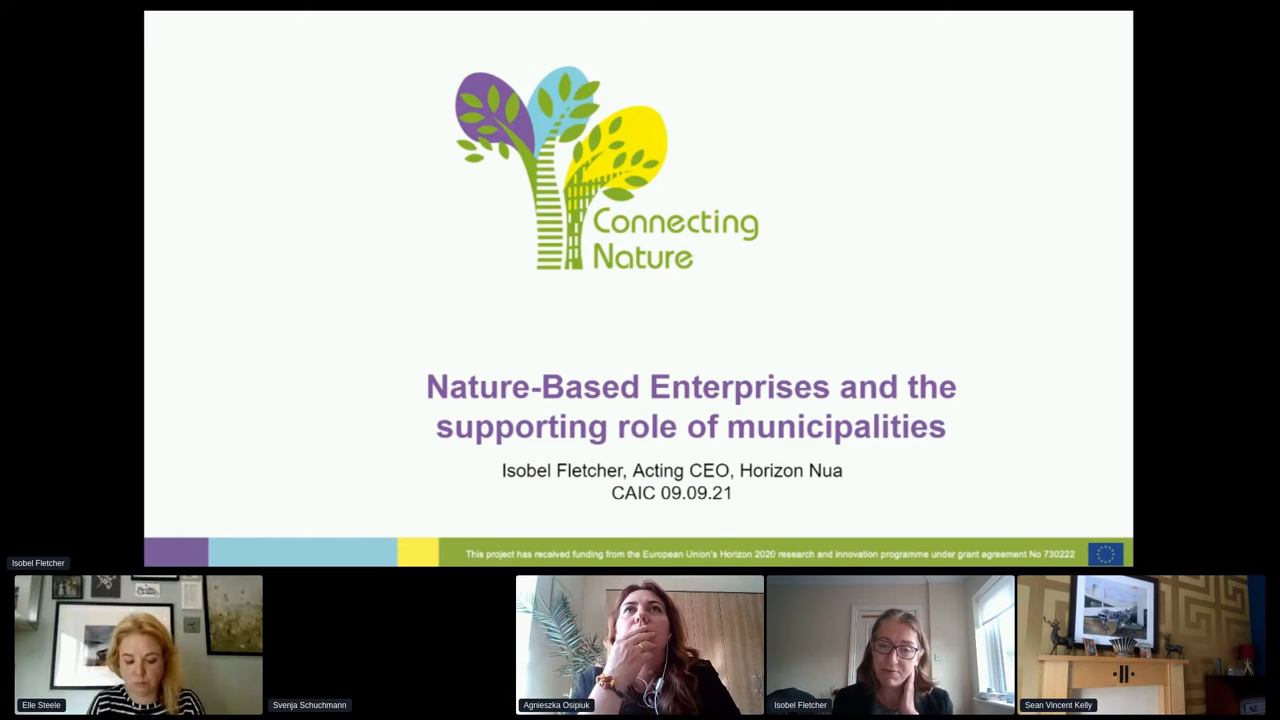 Connecting
Nature
Nature-Based Enterprises and the
supporting role of municipalities
Isobel Fletcher, Acting CEO, Horizon Nua
CAIC 09.09.21
This project has received funding from the European Union's Horizon 2020 research and innovation programme under grant agreement No 730222
Isobel Fletcher
Elle Steele
Svenja Schuchmann
Agnieszka Osipiuk
Isobel Fletcher
Sean Vincent Kelly